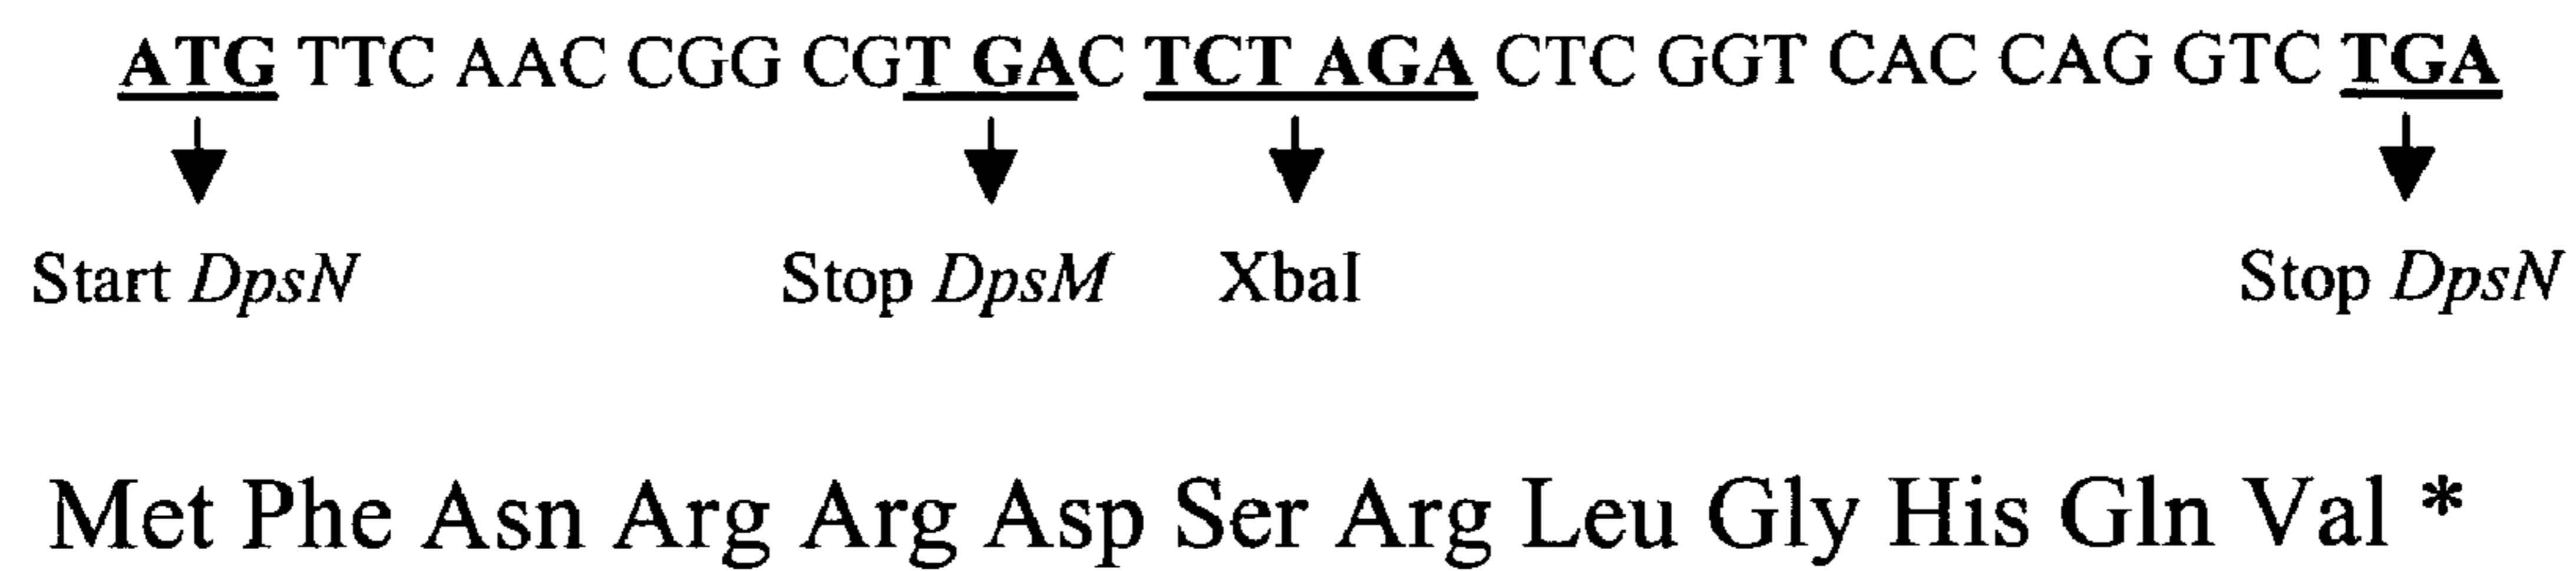 ATG TTC AAC CGG CGT GAC TCT AGA CTC GGT CAC CAG GTC TGA
Start DpsN Stop DpsM XbaI Stop DpsN
Met Phe Asn Arg Arg Asp Ser Arg Leu Gly His Gln Val *